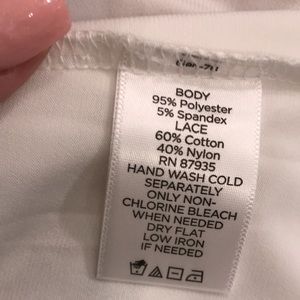 BODY
95% Polyester
5% Spandex
LACE
60% Cotton
40% Nylon
RN 87935
HAND WASH COLD
SEPARATELY
ONLY NON-
CHLORINE BLEACH
WHEN NEEDED
DRY FLAT
LOW IRON
IF NEEDED